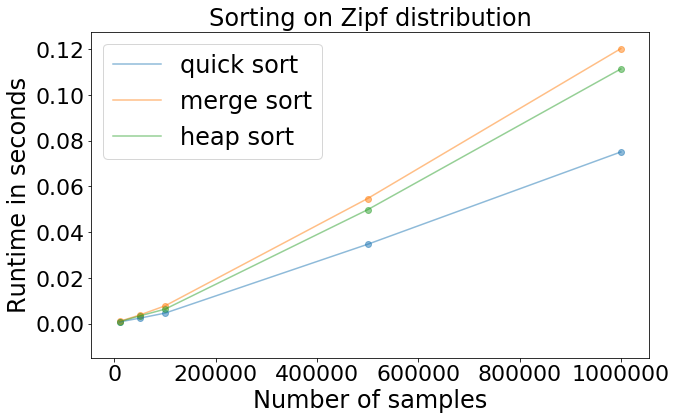 Sorting on Zipf distribution
quick sort
merge sort
heap sort
Runtime in seconds
0.12
0.10
0.08
0.06
0.04
0.02
0.00
0 200000 400000 600000 800000 1000000
Number of samples